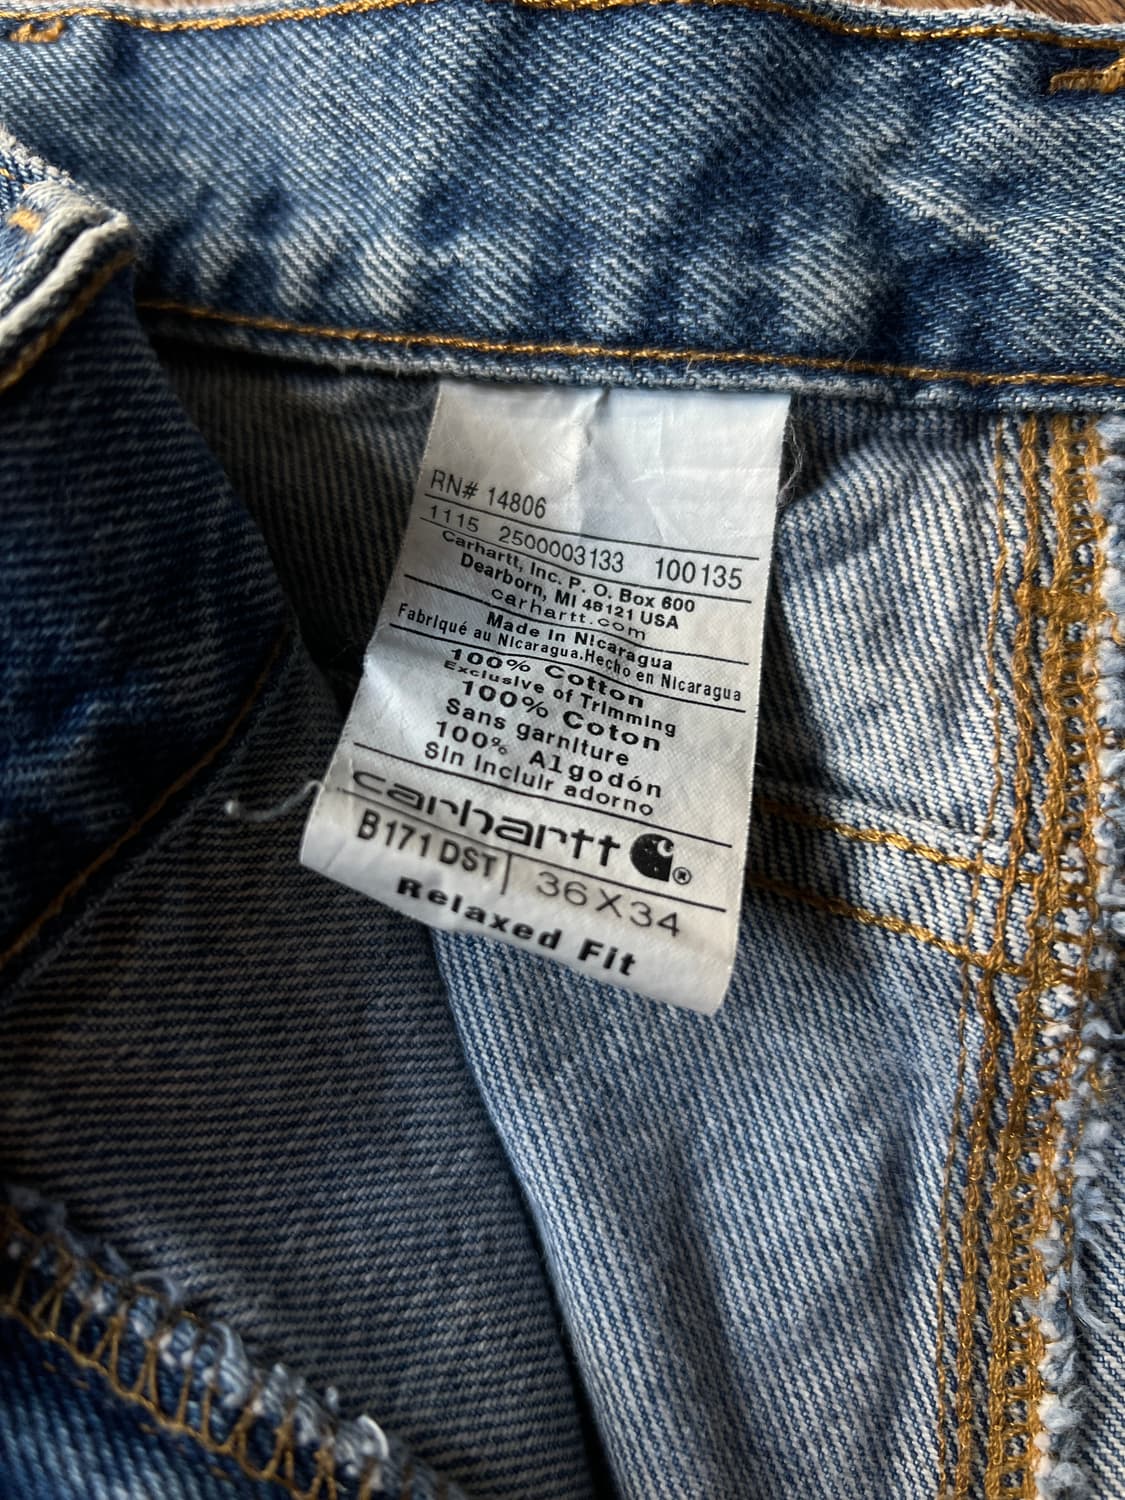 RN# 14806
1115 2500003133 100135
Carhartt, Inc. P. O. Box 600
Dearborn, MI 48121 USA
carhartt.com
Made in Nicaragua
Fabriqué au Nicaragua.Hecho en Nicaragua
100% Cotton
Exclusive of Trimming
100% Coton
Sans garniture
100% Algodón
Sin incluir adorno
carhartt ®
B171 DST 36X34
Relaxed Fit